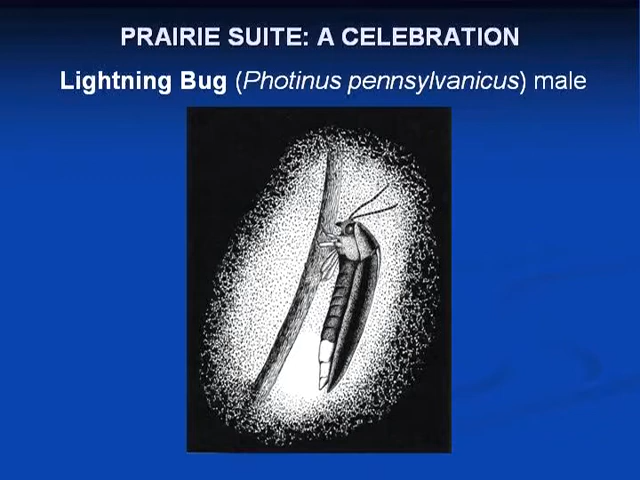 PRAIRIE SUITE: A CELEBRATION
Lightning Bug (Photinus pennsylvanicus) male